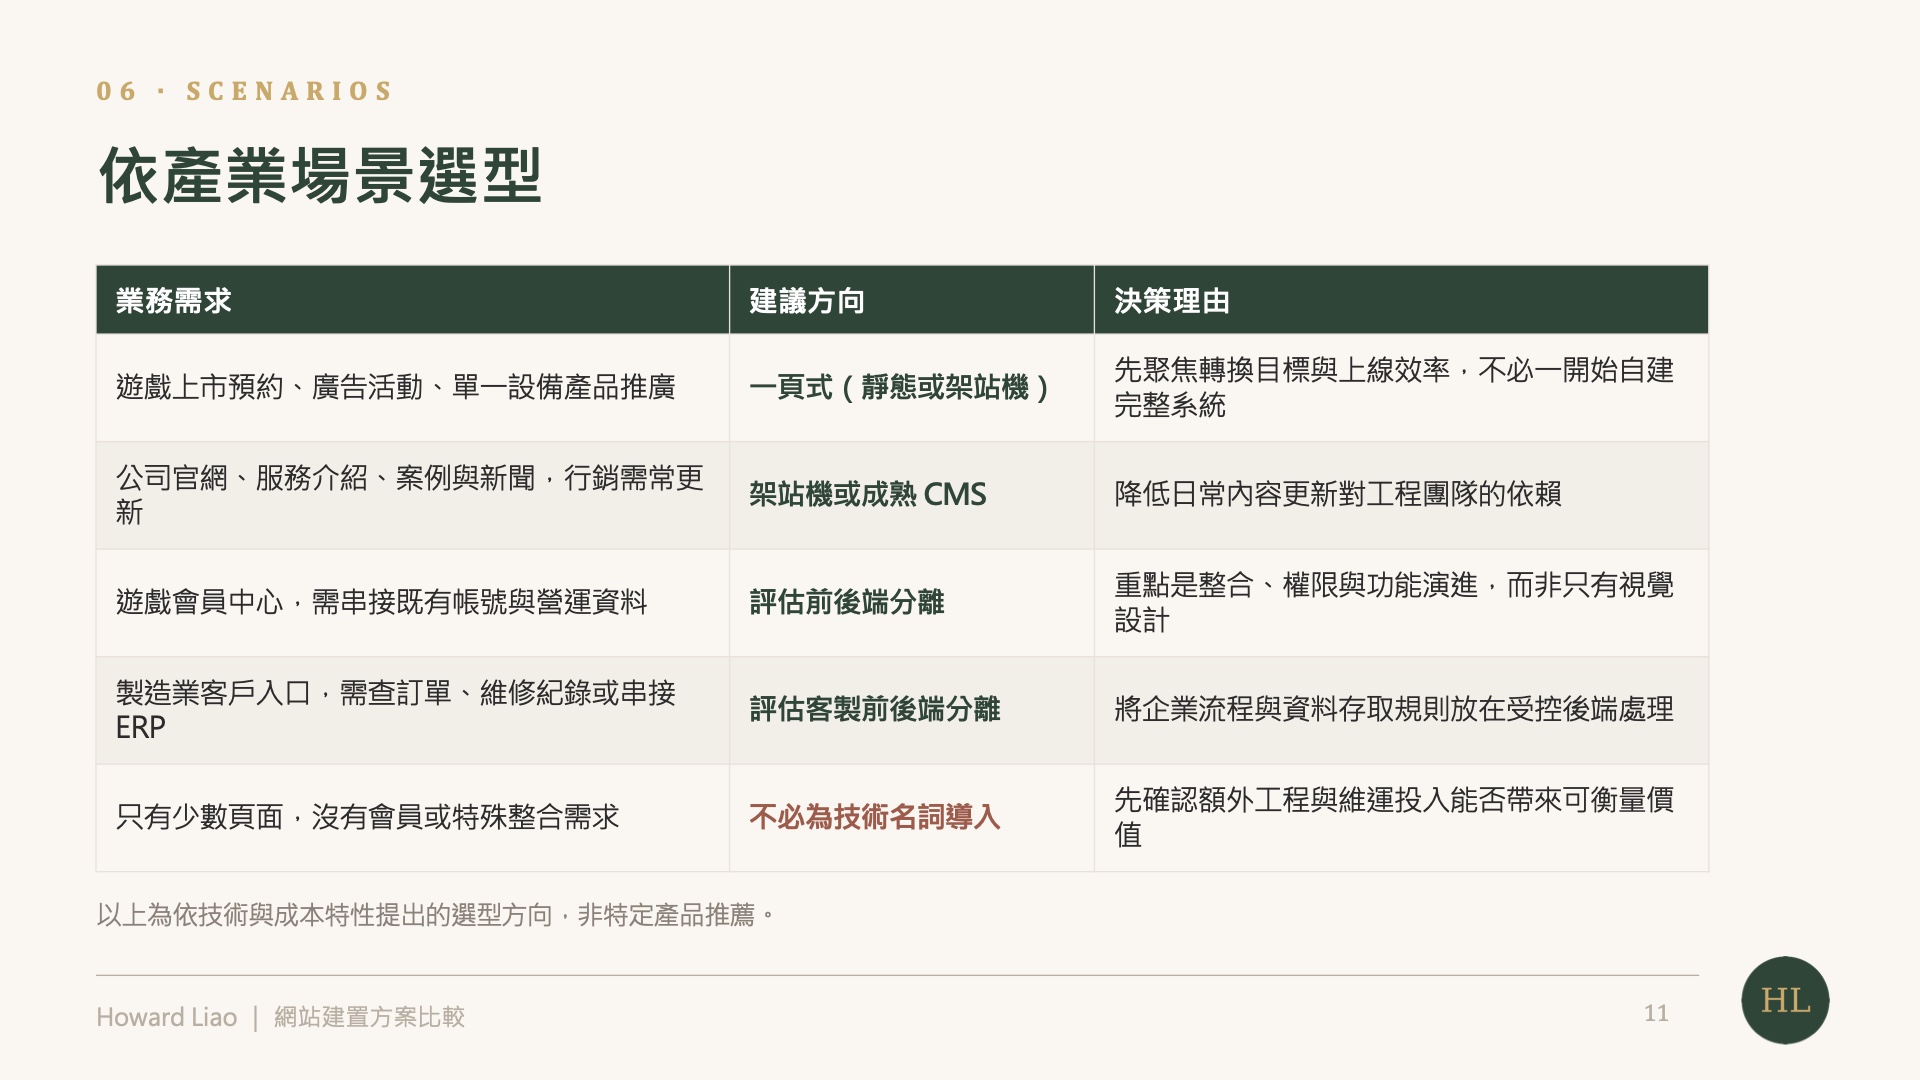 06 · SCENARIOS
依產業場景選型
業務需求
建議方向
決策理由
遊戲上市預約、廣告活動、單一設備產品推廣
一頁式（靜態或架站機）
先聚焦轉換目標與上線效率，不必一開始自建
完整系統
公司官網、服務介紹、案例與新聞，行銷需常更
新
架站機或成熟 CMS
降低日常內容更新對工程團隊的依賴
遊戲會員中心，需串接既有帳號與營運資料
評估前後端分離
重點是整合、權限與功能演進，而非只有視覺
設計
製造業客戶入口，需查訂單、維修紀錄或串接
ERP
評估客製前後端分離
將企業流程與資料存取規則放在受控後端處理
只有少數頁面，沒有會員或特殊整合需求
不必為技術名詞導入
先確認額外工程與維運投入能否帶來可衡量價
值
以上為依技術與成本特性提出的選型方向，非特定產品推薦。
Howard Liao ｜ 網站建置方案比較
11
HL